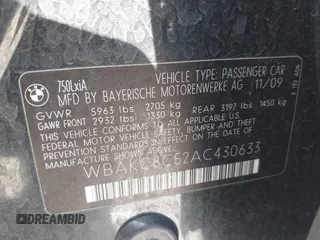 BMW
750LxiA VEHICLE TYPE: PASSENGER CAR
MFD BY BAYERISCHE MOTORENWERKE AG 11/09
GVWR 5963 lbs 2705 kg
GAWR FRONT 2932 lbs 1330 kg REAR 3197 lbs 1450 kg
THIS VEHICLE CONFORMS TO ALL APPLICABLE
FEDERAL MOTOR VEHICLE SAFETY, BUMPER, AND
THEFT PREVENTION STANDARDS IN EFFECT ON THE DATE
OF MANUFACTURE SHOWN ABOVE.
WBAKC8C52AC430633
DREAMBID